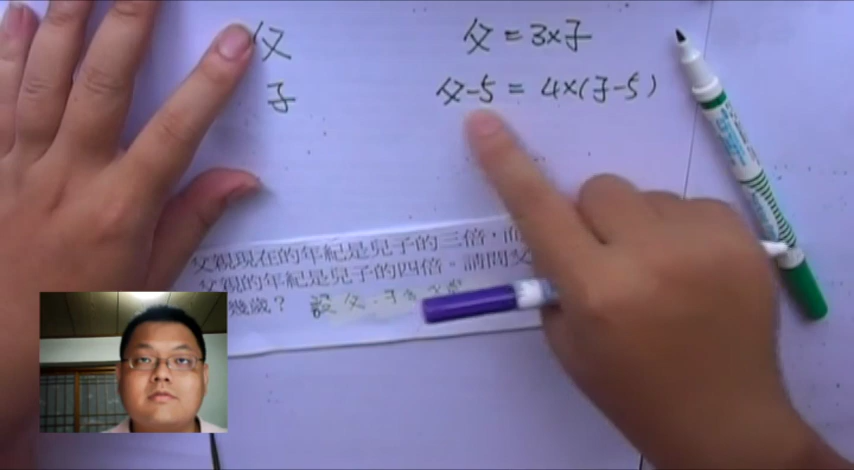 父
父 = 3×子
子
父-5 = 4×(子-5)
父親現在的年紀是兒子的三倍，而
父親的年紀是兒子的四倍。請問父
幾歲？ 設 父